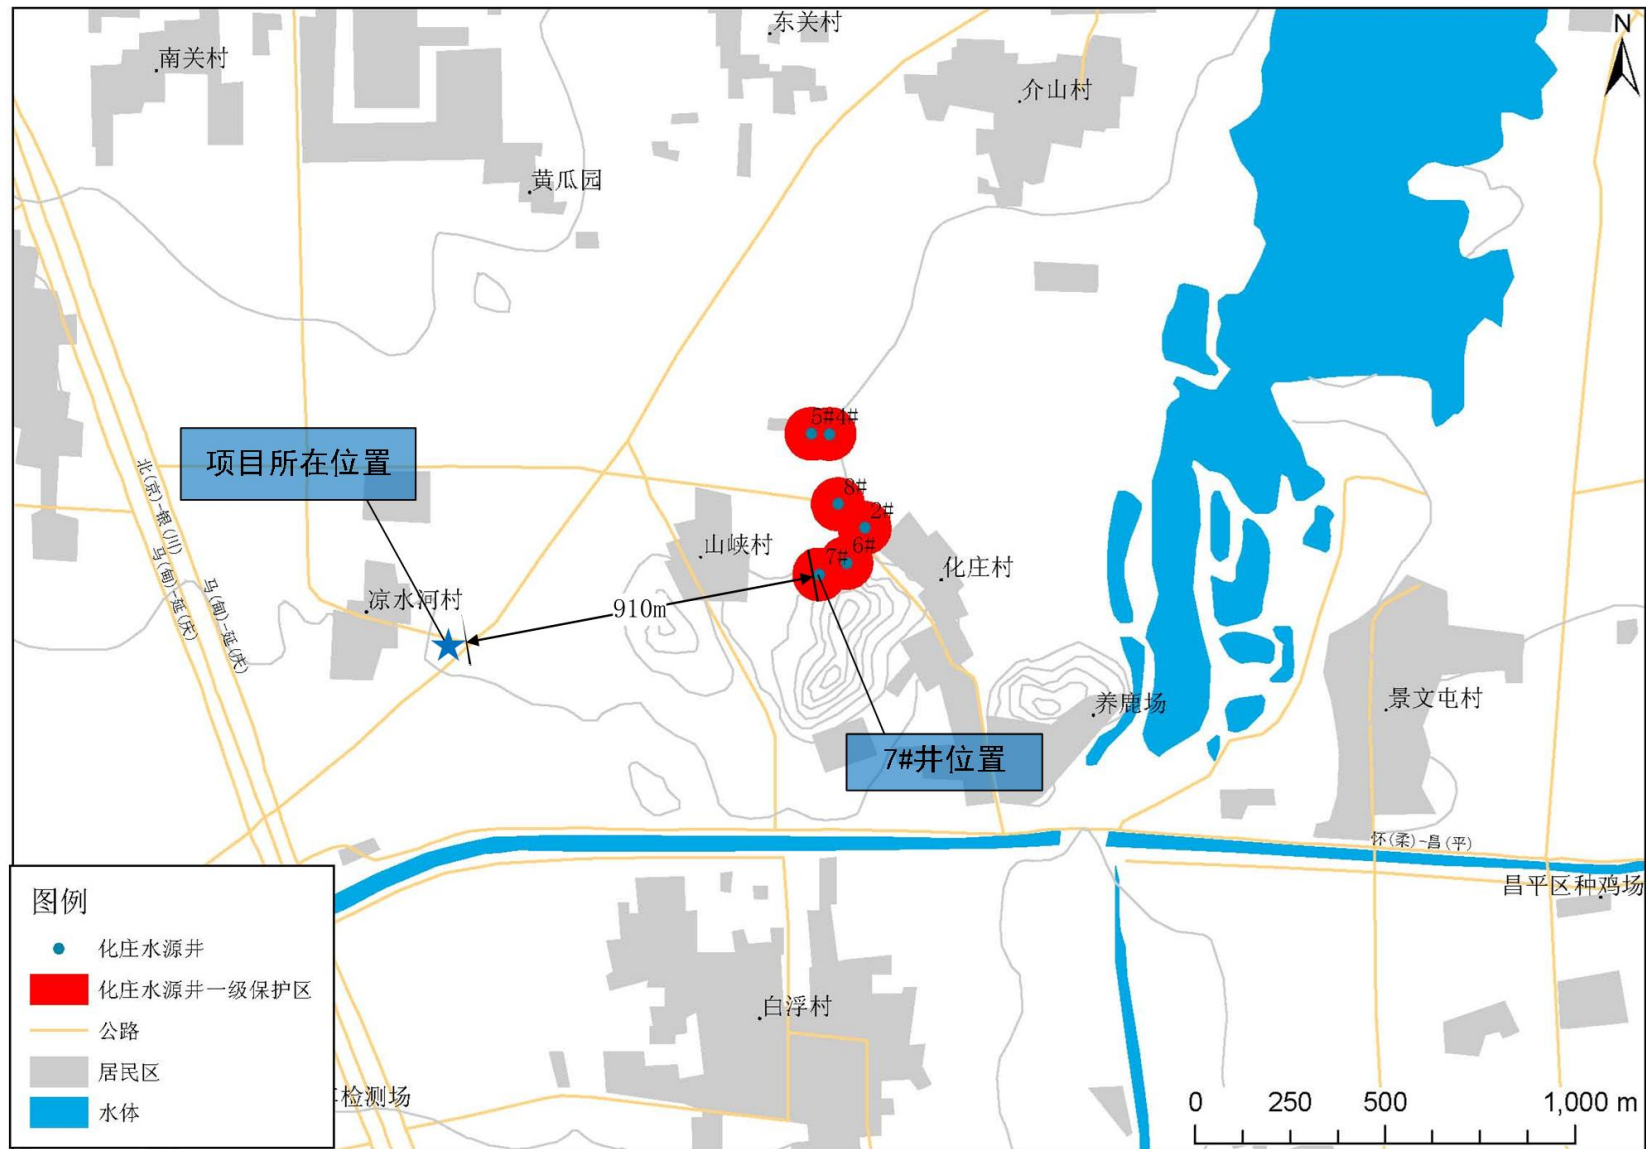 东关村
N
南关村
介山村
黄瓜园
5#4#
项目所在位置
北(京)-银(川)
8#
2#
山峡村
7#
6#
化庄村
马(甸)-延(庆)
马(甸)-延(庆)
凉水河村
910m
养鹿场
景文屯村
7#井位置
怀(柔)-昌(平)
昌平区种鸡场
图例
化庄水源井
化庄水源井一级保护区
公路
居民区
水体
白浮村
检测场
0 250 500 1,000 m